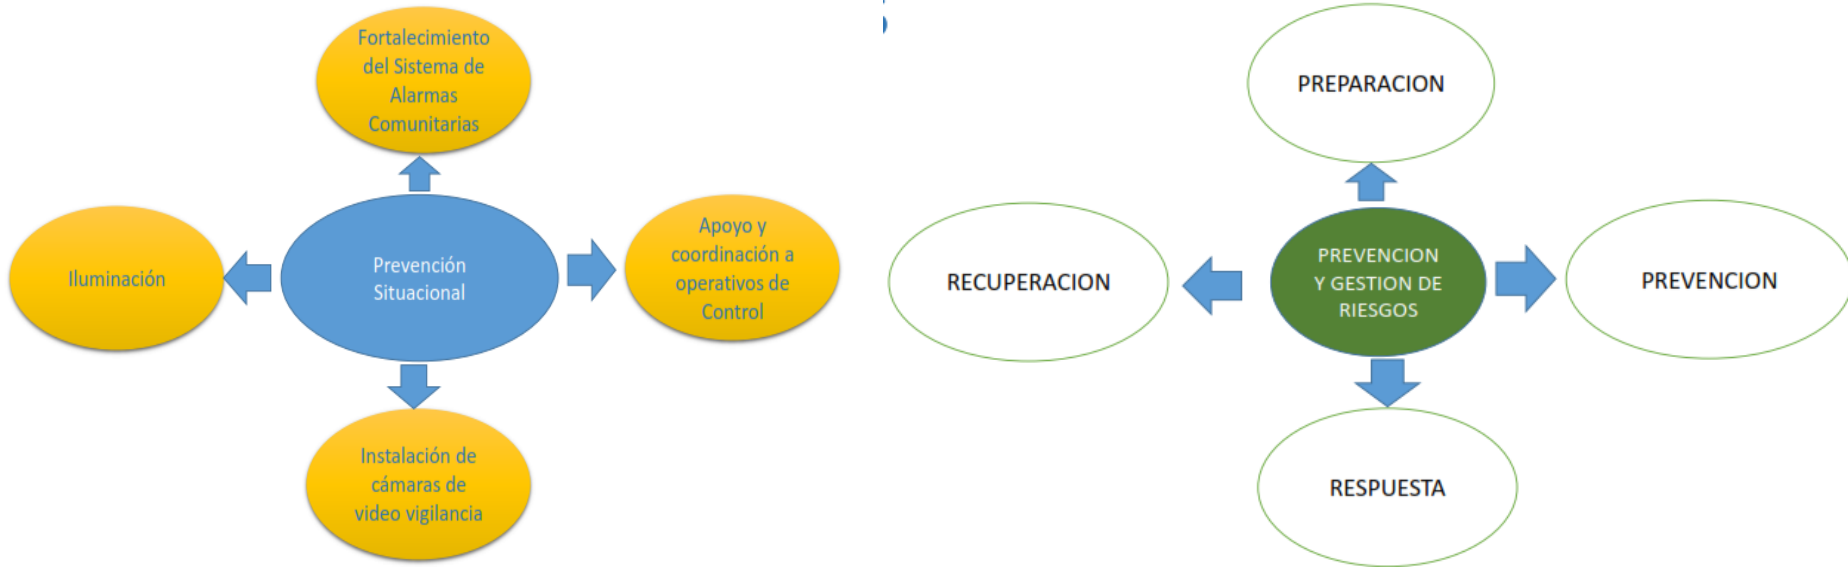 Fortalecimiento
del Sistema de
Alarmas
Comunitarias
Iluminación
Prevención
Situacional
Apoyo y
coordinación a
operativos de
Control
Instalación de
cámaras de
video vigilancia
PREPARACION
RECUPERACION
PREVENCION
Y GESTION DE
RIESGOS
PREVENCION
RESPUESTA